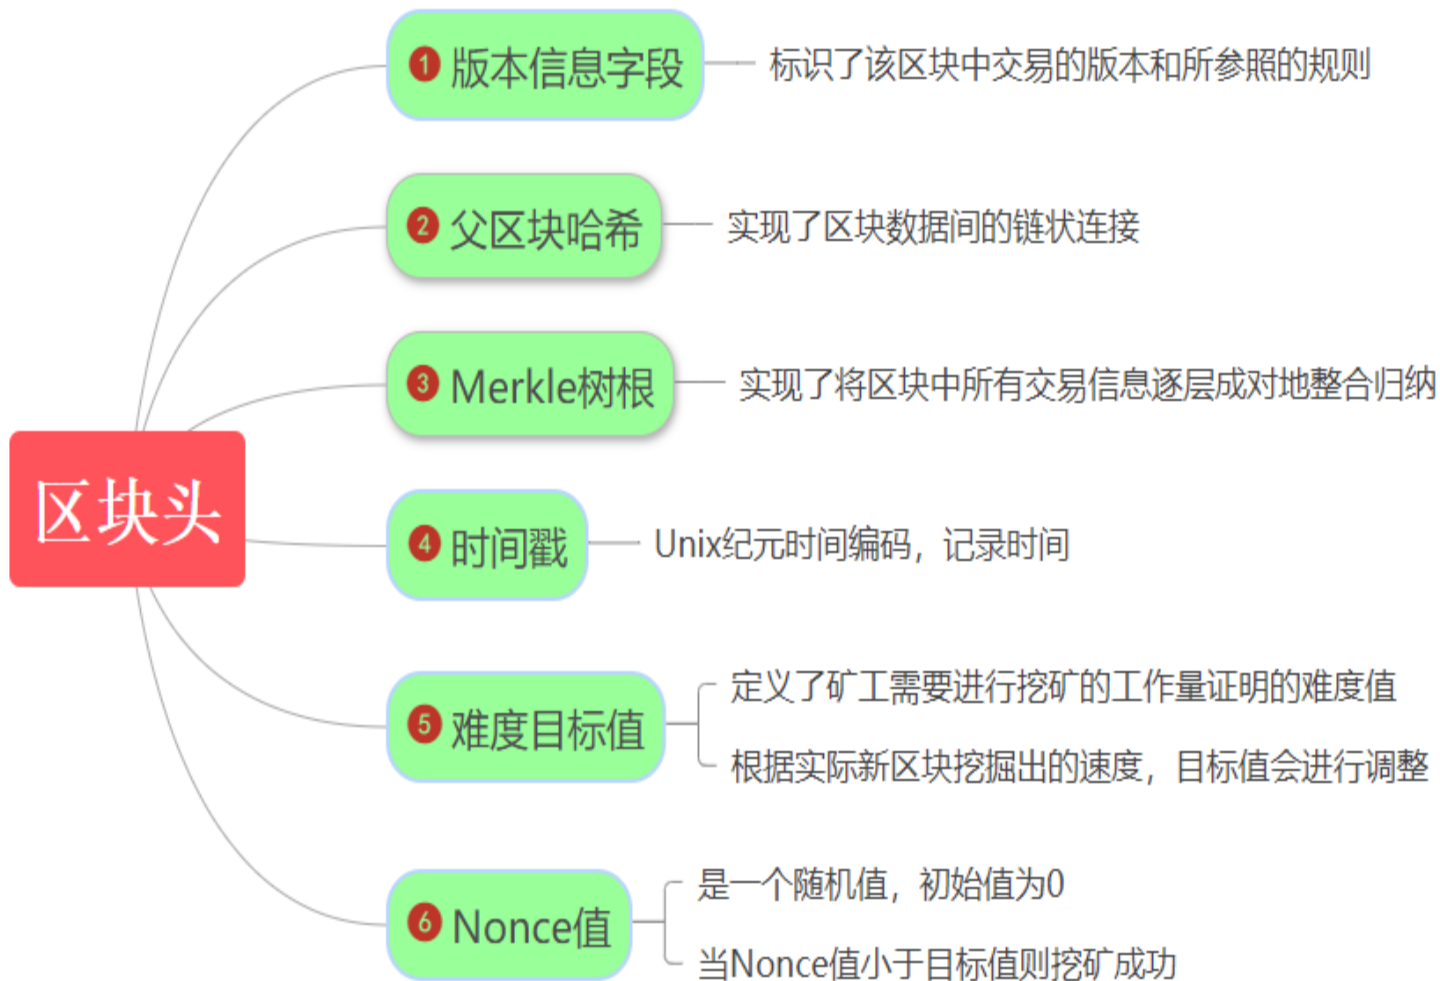 区块头
1 版本信息字段
标识了该区块中交易的版本和所参照的规则
2 父区块哈希
实现了区块数据间的链状连接
3 Merkle树根
实现了将区块中所有交易信息逐层成对地整合归纳
4 时间戳
Unix纪元时间编码，记录时间
5 难度目标值
定义了矿工需要进行挖矿的工作量证明的难度值
根据实际新区块挖掘出的速度，目标值会进行调整
6 Nonce值
是一个随机值，初始值为0
当Nonce值小于目标值则挖矿成功